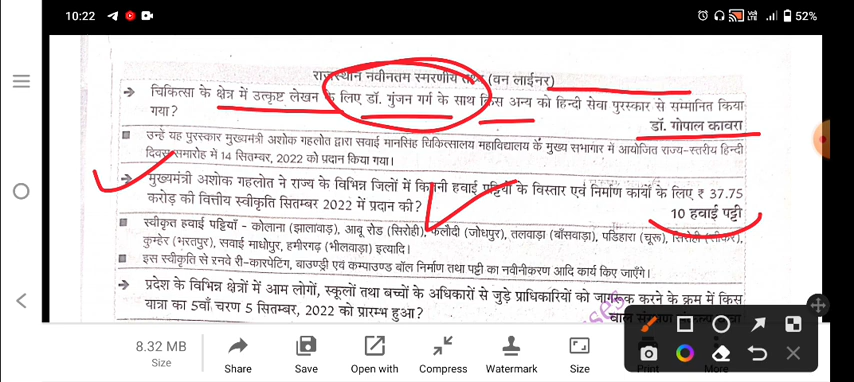 10:22
52%
राजस्थान नवीनतम स्मरणीय तथ्य (वन लाईनर)
चिकित्सा के क्षेत्र में उत्कृष्ट लेखन के लिए डॉ. गुंजन गर्ग के साथ किस अन्य को हिन्दी सेवा पुरस्कार से सम्मानित किया
गया?
डॉ. गोपाल काबरा
उन्हें यह पुरस्कार मुख्यमंत्री अशोक गहलोत द्वारा सवाई मानसिंह चिकित्सालय महाविद्यालय के मुख्य सभागार में आयोजित राज्य-स्तरीय हिन्दी
दिवस समारोह में 14 सितम्बर, 2022 को प्रदान किया गया।
मुख्यमंत्री अशोक गहलोत ने राज्य के विभिन्न जिलों में कितनी हवाई पट्टियों के विस्तार एवं निर्माण कार्यों के लिए ₹ 37.75
करोड़ की वित्तीय स्वीकृति सितम्बर 2022 में प्रदान की?
10 हवाई पट्टी
स्वीकृत हवाई पट्टियाँ - कोलाना (झालावाड़), आबू रोड (सिरोही), फलौदी (जोधपुर), तलवाड़ा (बाँसवाड़ा), पडिहारा (चूरू), सिरोही (सीकर),
कुम्हेर (भरतपुर), सवाई माधोपुर, हमीरगढ़ (भीलवाड़ा) इत्यादि।
इस स्वीकृति से रनवे री-कारपेटिंग, बाउण्ड्री एवं कम्पाउण्ड वॉल निर्माण तथा पट्टी का नवीनीकरण आदि कार्य किए जाएँगे।
प्रदेश के विभिन्न क्षेत्रों में आम लोगों, स्कूलों तथा बच्चों के अधिकारों से जुड़े प्राधिकारियों को जागरूक करने के क्रम में किस
यात्रा का 5वाँ चरण 5 सितम्बर, 2022 को प्रारम्भ हुआ?
8.32 MB
Size
Share
Save
Open with
Compress
Watermark
Size
Print
More